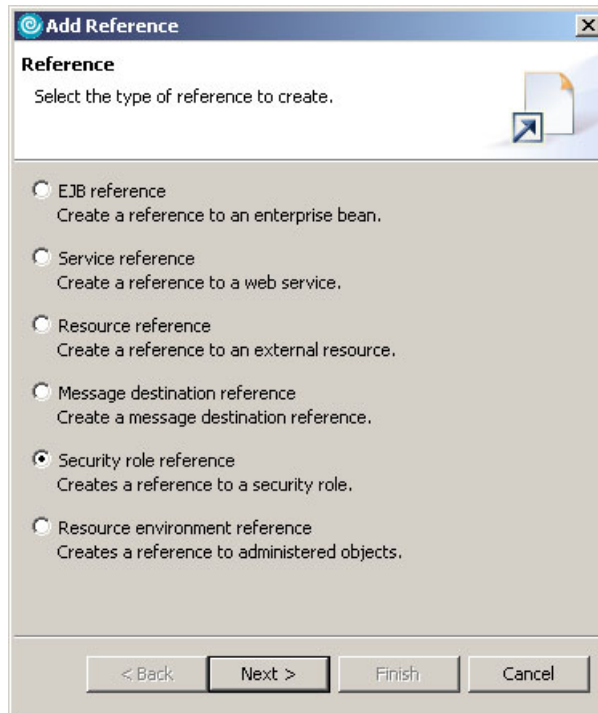 Add Reference
Reference
Select the type of reference to create.
EJB reference
Create a reference to an enterprise bean.
Service reference
Create a reference to a web service.
Resource reference
Create a reference to an external resource.
Message destination reference
Create a message destination reference.
Security role reference
Creates a reference to a security role.
Resource environment reference
Creates a reference to administered objects.
< Back Next > Finish Cancel